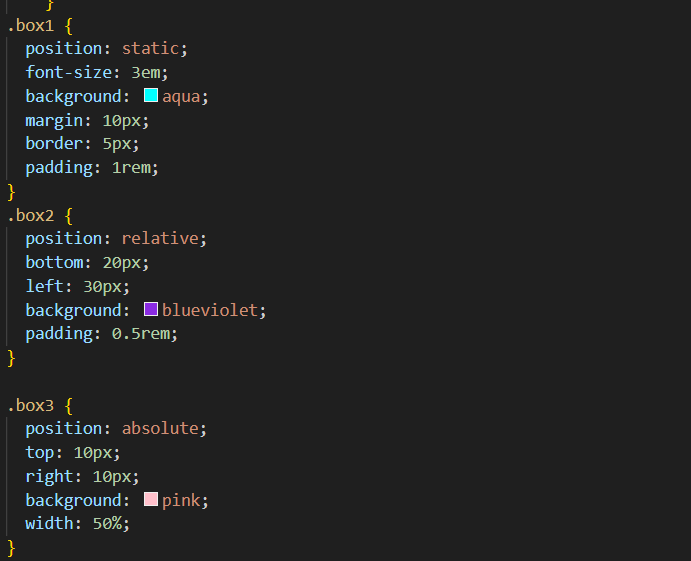 }
.box1 {
position: static;
font-size: 3em;
background: aqua;
margin: 10px;
border: 5px;
padding: 1rem;
}
.box2 {
position: relative;
bottom: 20px;
left: 30px;
background: blueviolet;
padding: 0.5rem;
}
.box3 {
position: absolute;
top: 10px;
right: 10px;
background: pink;
width: 50%;
}